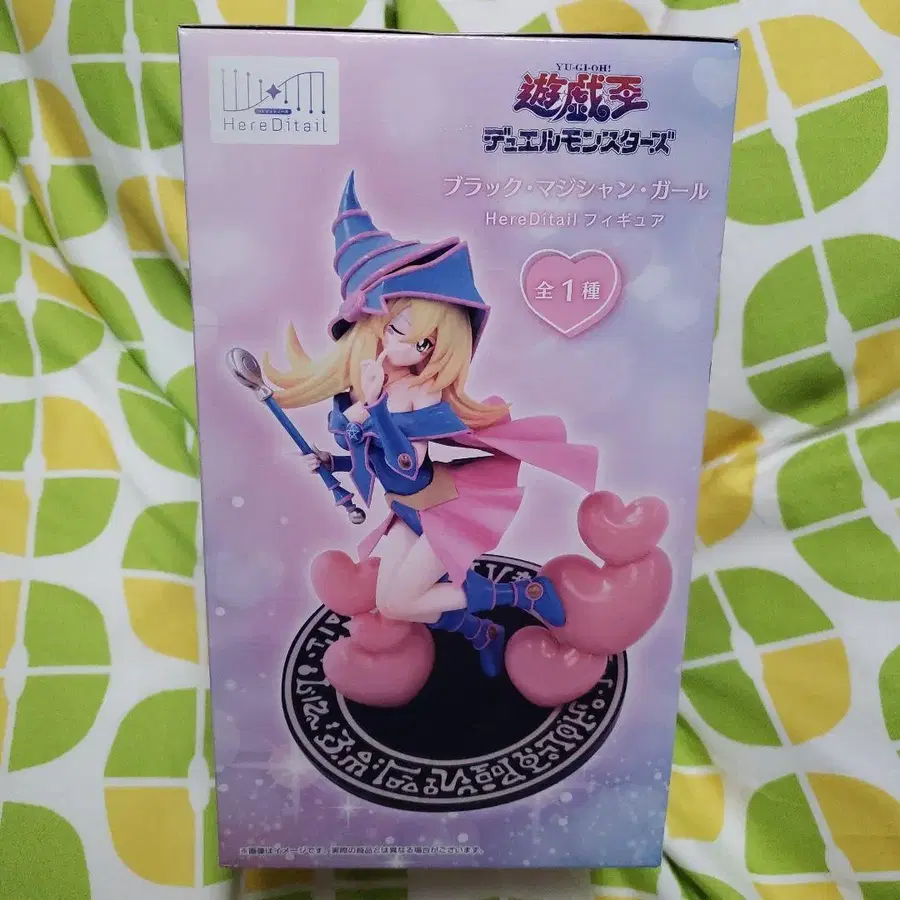 HereDitail
YU-GI-OH!
遊戯王
デュエルモンスターズ
ブラック・マジシャン・ガール
HereDitail フィギュア
全1種
※画像はイメージです。実際の商品とは異なる場合がございます。